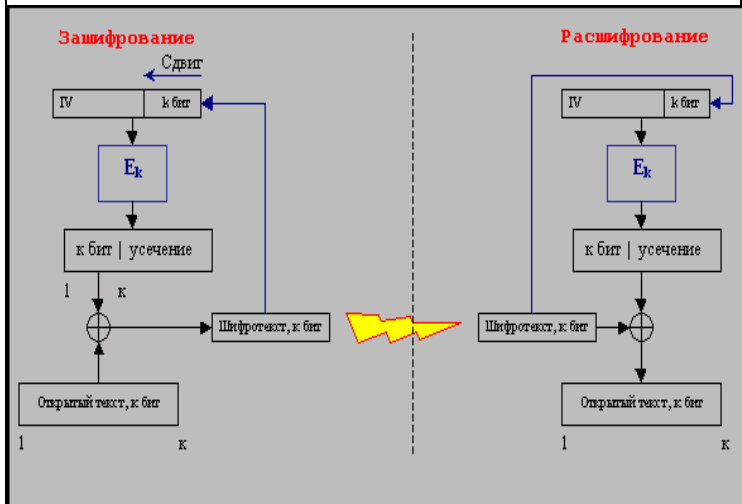 Зашифрование
Сдвиг
IV
k бит
Ek
к бит | усечение
1 к
Шифротекст, к бит
Открытый текст, к бит
1 к
Расшифрование
IV
k бит
Ek
к бит | усечение
Шифротекст, к бит
Открытый текст, к бит
1 к